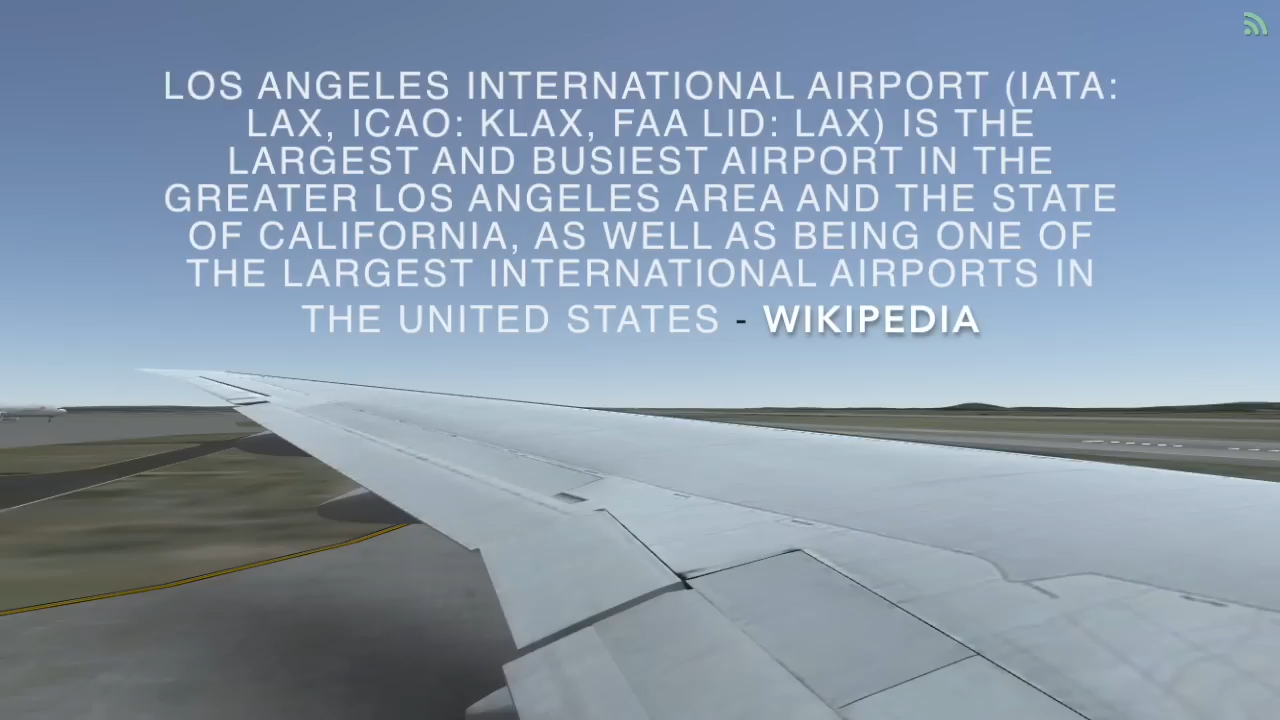 LOS ANGELES INTERNATIONAL AIRPORT (IATA:
LAX, ICAO: KLAX, FAA LID: LAX) IS THE
LARGEST AND BUSIEST AIRPORT IN THE
GREATER LOS ANGELES AREA AND THE STATE
OF CALIFORNIA, AS WELL AS BEING ONE OF
THE LARGEST INTERNATIONAL AIRPORTS IN
THE UNITED STATES - WIKIPEDIA